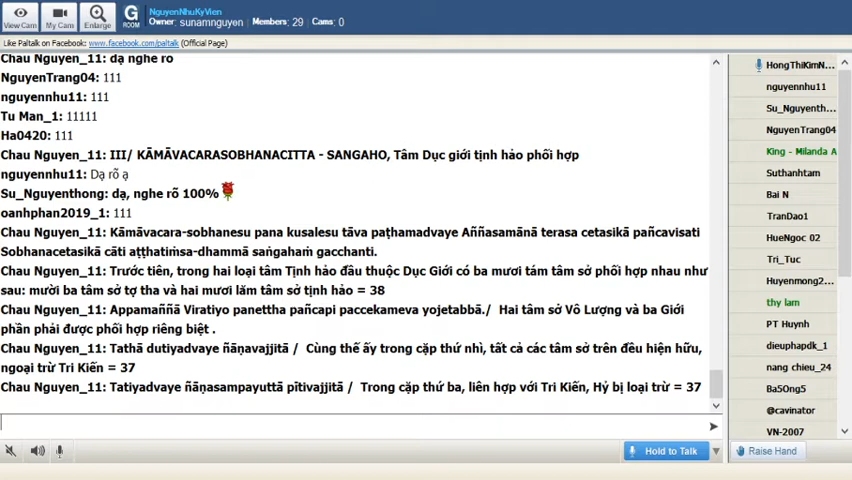 View Cam
My Cam
Enlarge
G
ROOM
NguyenNhuKyVien
Owner: sunamnguyen Members: 29 Cams: 0
Like Paltalk on Facebook: www.facebook.com/paltalk (Official Page)
Chau Nguyen_11: dạ nghe rõ
NguyenTrang04: 111
nguyennhu11: 111
Tu Man_1: 11111
Ha0420: 111
Chau Nguyen_11: III/ KĀMĀVACARASOBHANACITTA - SANGAHO, Tâm Dục giới tịnh hảo phối hợp
nguyennhu11: Dạ rõ ạ
Su_Nguyenthong: dạ, nghe rõ 100%
oanhphan2019_1: 111
Chau Nguyen_11: Kāmāvacara-sobhanesu pana kusalesu tāva paṭhamadvaye Aññasamānā terasa cetasikā pañcavisati
Sobhanacetasikā cāti aṭṭhatiṁsa-dhammā saṅgahaṁ gacchanti.
Chau Nguyen_11: Trước tiên, trong hai loại tâm Tịnh hảo đầu thuộc Dục Giới có ba mươi tám tâm sở phối hợp nhau như
sau: mười ba tâm sở tợ tha và hai mươi lăm tâm sở tịnh hảo = 38
Chau Nguyen_11: Appamaññā Viratiyo panettha pañcapi paccekameva yojetabbā./ Hai tâm sở Vô Lượng và ba Giới
phần phải được phối hợp riêng biệt .
Chau Nguyen_11: Tathā dutiyadvaye ñāṇavajjitā / Cùng thế ấy trong cặp thứ nhì, tất cả các tâm sở trên đều hiện hữu,
ngoại trừ Tri Kiến = 37
Chau Nguyen_11: Tatiyadvaye ñāṇasampayuttā pītivajjitā / Trong cặp thứ ba, liên hợp với Tri Kiến, Hỷ bị loại trừ = 37
HongThiKimN...
nguyennhu11
Su_Nguyenth...
NguyenTrang04
King - Milanda A
Suthanhtam
Bai N
TranDao1
HueNgoc 02
Tri_Tuc
Huyenmong2...
thy lam
PT Huynh
dieuphapdk_1
nang chieu_24
Ba5Ong5
@cavinator
VN-2007
Hold to Talk
Raise Hand